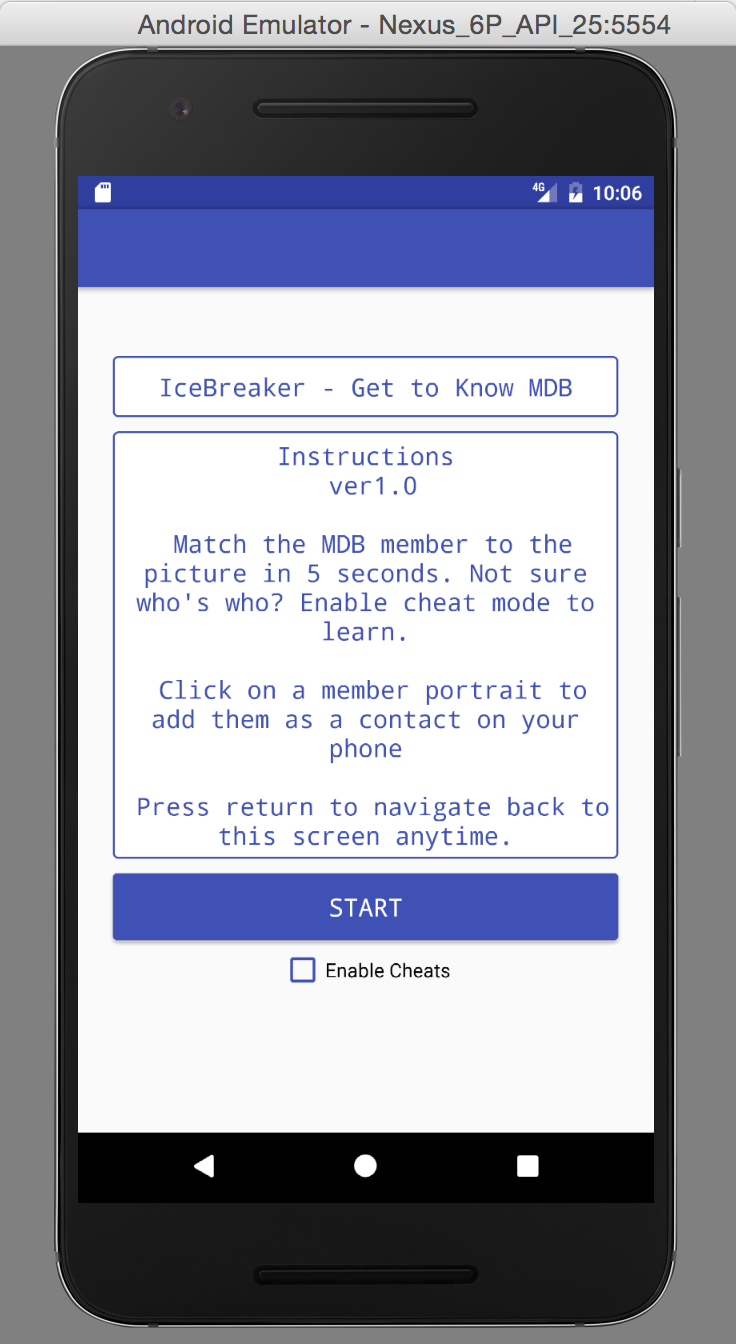 Android Emulator - Nexus_6P_API_25:5554
4G 10:06
IceBreaker - Get to Know MDB
Instructions
ver1.0
Match the MDB member to the
picture in 5 seconds. Not sure
who's who? Enable cheat mode to
learn.
Click on a member portrait to
add them as a contact on your
phone
Press return to navigate back to
this screen anytime.
START
Enable Cheats